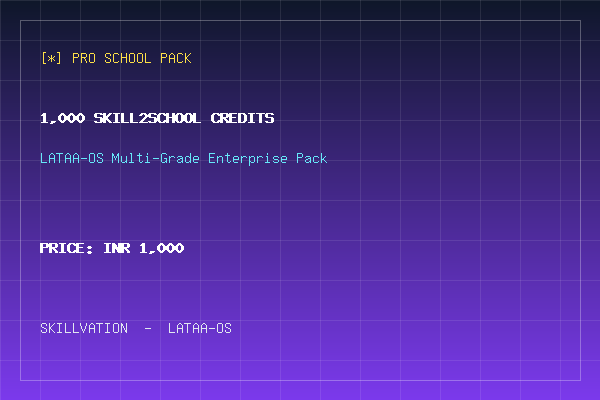 [*] PRO SCHOOL PACK
1,000 SKILL2SCHOOL CREDITS
LATAA-OS Multi-Grade Enterprise Pack
PRICE: INR 1,000
SKILLVATION - LATAA-OS